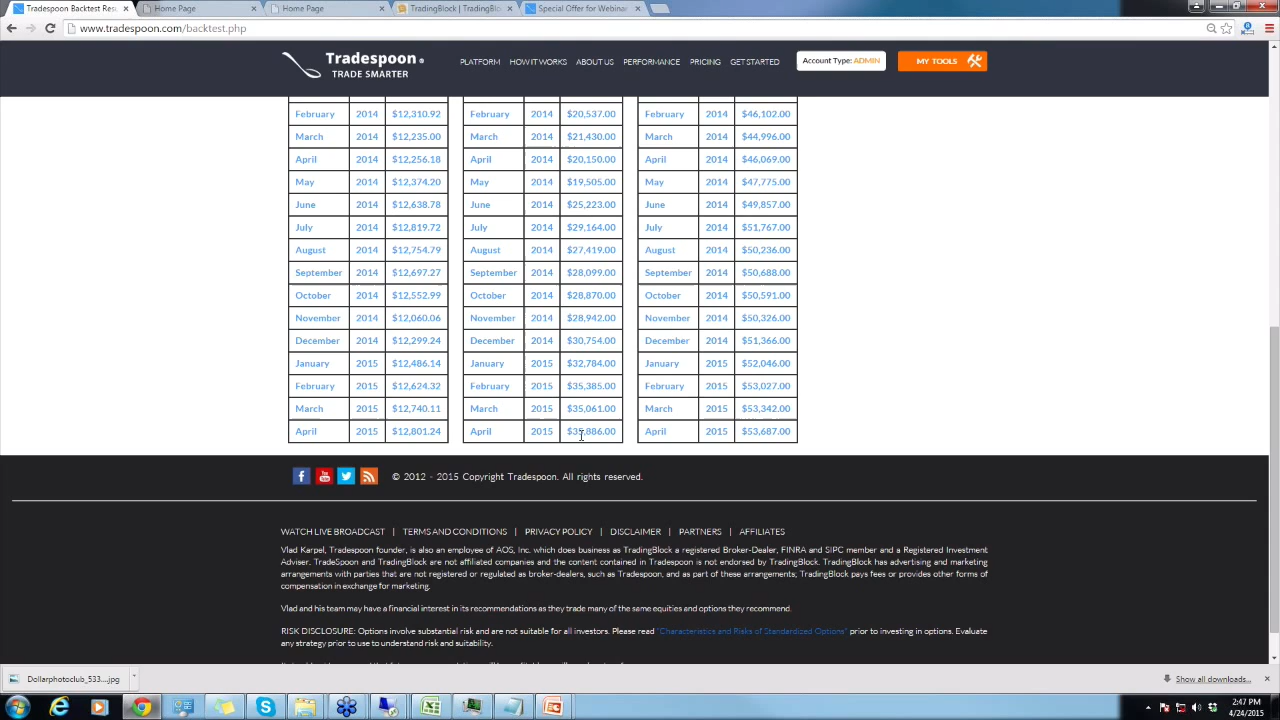 Tradespoon Backtest Resu
Home Page
Home Page
TradingBlock | TradingBlo
Special Offer for Webinar
www.tradespoon.com/backtest.php
Tradespoon®
TRADE SMARTER
PLATFORM HOW IT WORKS ABOUT US PERFORMANCE PRICING GET STARTED
Account Type: ADMIN
MY TOOLS
February 2014 $12,310.92 February 2014 $20,537.00 February 2014 $46,102.00
March 2014 $12,235.00 March 2014 $21,430.00 March 2014 $44,996.00
April 2014 $12,256.18 April 2014 $20,150.00 April 2014 $46,069.00
May 2014 $12,374.20 May 2014 $19,505.00 May 2014 $47,775.00
June 2014 $12,638.78 June 2014 $25,223.00 June 2014 $49,857.00
July 2014 $12,819.72 July 2014 $29,164.00 July 2014 $51,767.00
August 2014 $12,754.79 August 2014 $27,419.00 August 2014 $50,236.00
September 2014 $12,697.27 September 2014 $28,099.00 September 2014 $50,688.00
October 2014 $12,552.99 October 2014 $28,870.00 October 2014 $50,591.00
November 2014 $12,060.06 November 2014 $28,942.00 November 2014 $50,326.00
December 2014 $12,299.24 December 2014 $30,754.00 December 2014 $51,366.00
January 2015 $12,486.14 January 2015 $32,784.00 January 2015 $52,046.00
February 2015 $12,624.32 February 2015 $35,385.00 February 2015 $53,027.00
March 2015 $12,740.11 March 2015 $35,061.00 March 2015 $53,342.00
April 2015 $12,801.24 April 2015 April 2015 $53,687.00
© 2012 - 2015 Copyright Tradespoon. All rights reserved.
WATCH LIVE BROADCAST | TERMS AND CONDITIONS | PRIVACY POLICY | DISCLAIMER | PARTNERS | AFFILIATES
Vlad Karpel, Tradespoon founder, is also an employee of AOS, Inc. which does business as TradingBlock a registered Broker-Dealer, FINRA and SIPC member and a Registered Investment
Adviser. TradeSpoon and TradingBlock are not affiliated companies and the content contained in Tradespoon is not endorsed by TradingBlock. TradingBlock has advertising and marketing
arrangements with parties that are not registered or regulated as broker-dealers, such as Tradespoon, and as part of these arrangements; TradingBlock pays fees or provides other forms of
compensation in exchange for marketing.
Vlad and his team may have a financial interest in its recommendations as they trade many of the same equities and options they recommend.
RISK DISCLOSURE: Options involve substantial risk and are not suitable for all investors. Please read "Characteristics and Risks of Standardized Options" prior to investing in options. Evaluate
any strategy prior to use to understand risk and suitability.
Dollarphotoclub_533....jpg
Show all downloads...
2:47 PM
4/24/2015